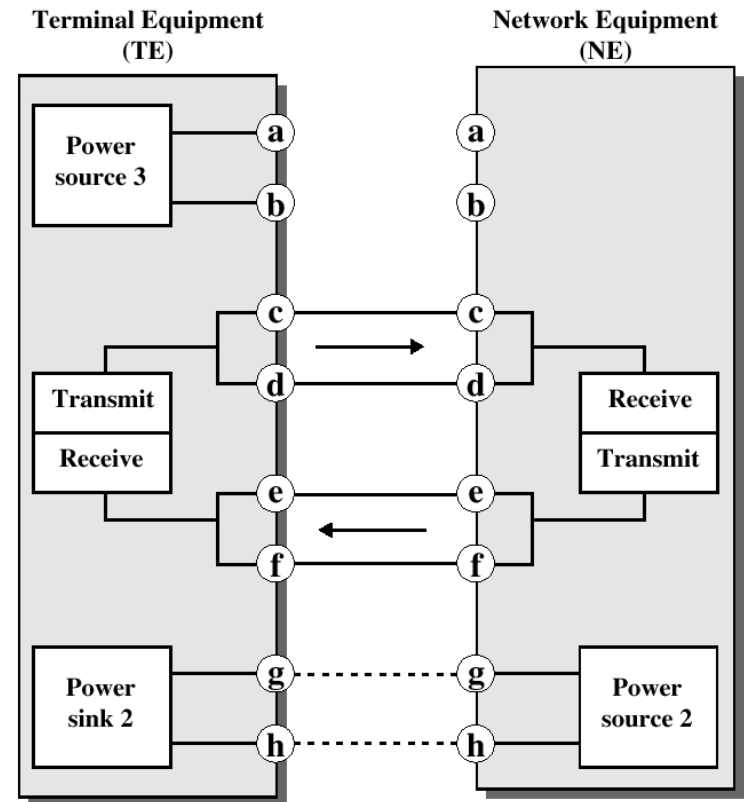 Terminal Equipment
(TE)
Network Equipment
(NE)
Power
source 3
a
b
a
b
c
d
c
d
Transmit
Receive
Receive
Transmit
e
f
e
f
Power
sink 2
g
h
g
h
Power
source 2